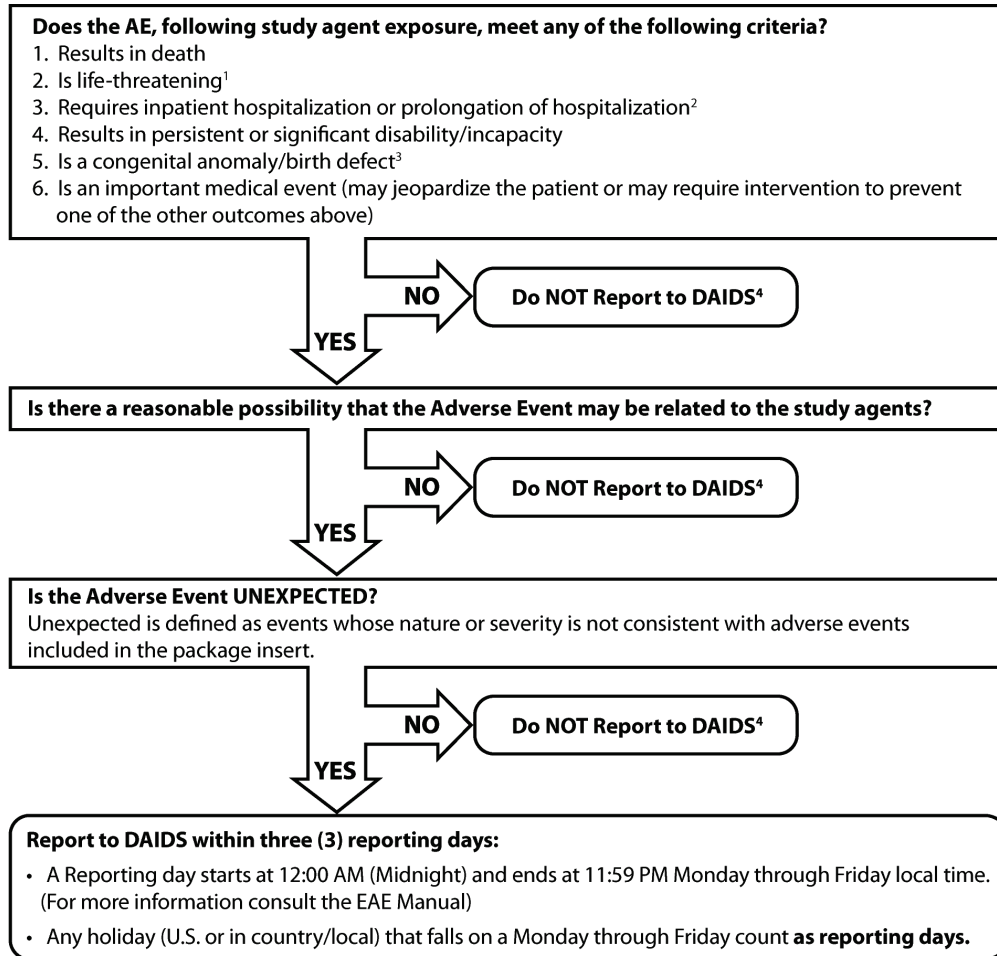 Does the AE, following study agent exposure, meet any of the following criteria?
1. Results in death
2. Is life-threatening¹
3. Requires inpatient hospitalization or prolongation of hospitalization²
4. Results in persistent or significant disability/incapacity
5. Is a congenital anomaly/birth defect³
6. Is an important medical event (may jeopardize the patient or may require intervention to prevent
one of the other outcomes above)
NO
Do NOT Report to DAIDS⁴
YES
Is there a reasonable possibility that the Adverse Event may be related to the study agents?
NO
Do NOT Report to DAIDS⁴
YES
Is the Adverse Event UNEXPECTED?
Unexpected is defined as events whose nature or severity is not consistent with adverse events
included in the package insert.
NO
Do NOT Report to DAIDS⁴
YES
Report to DAIDS within three (3) reporting days:
• A Reporting day starts at 12:00 AM (Midnight) and ends at 11:59 PM Monday through Friday local time.
(For more information consult the EAE Manual)
• Any holiday (U.S. or in country/local) that falls on a Monday through Friday count as reporting days.